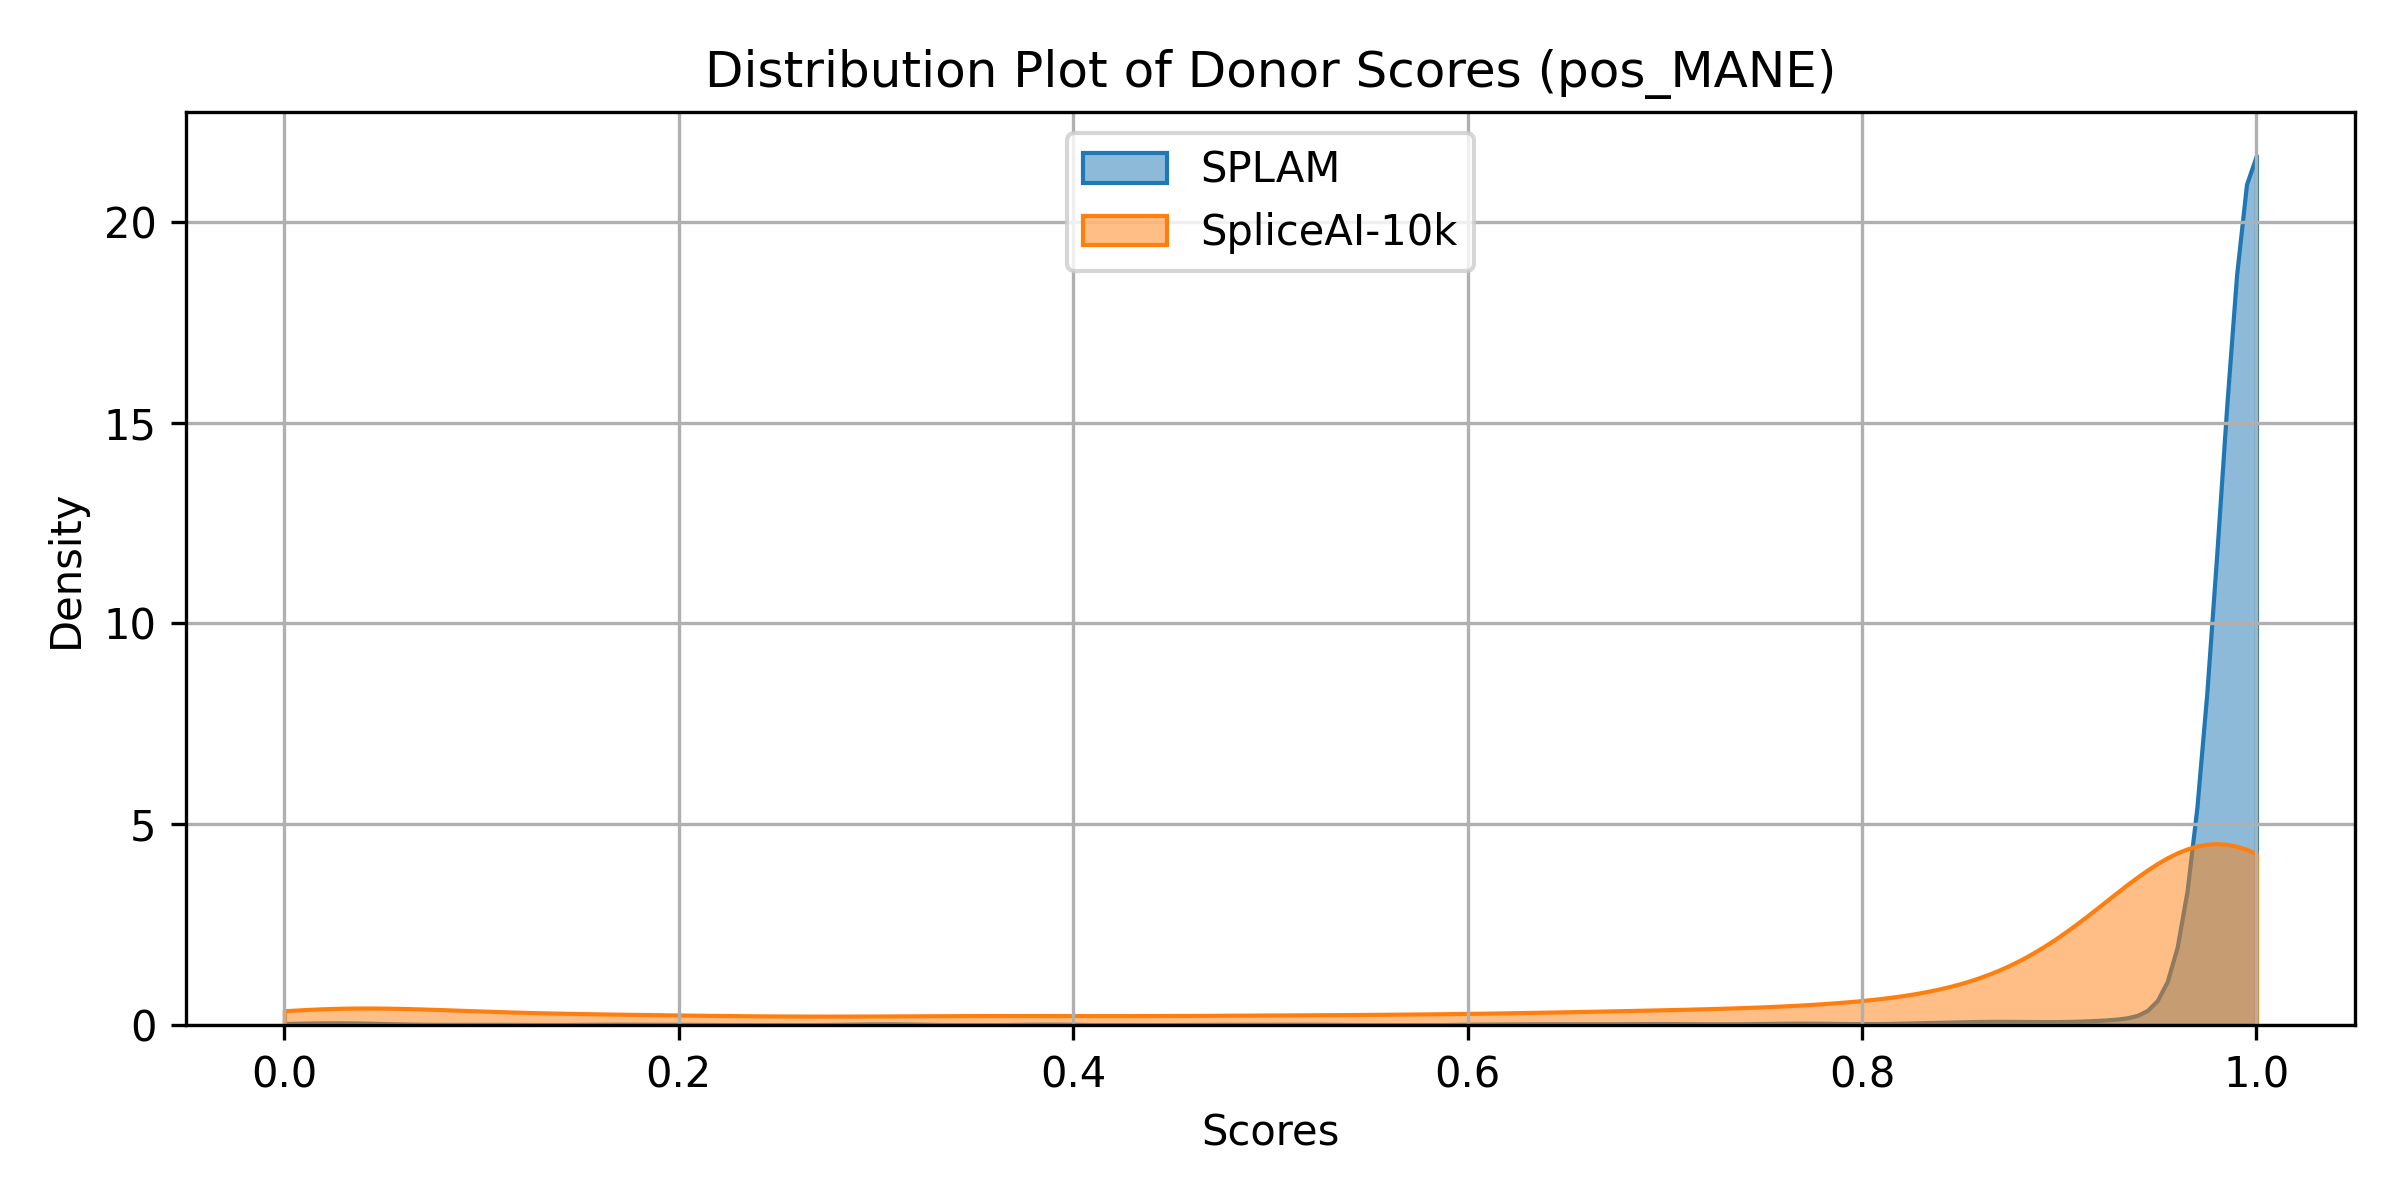 Distribution Plot of Donor Scores (pos_MANE)
SPLAM
SpliceAI-10k
20
15
10
5
0
Density
0.0 0.2 0.4 0.6 0.8 1.0
Scores